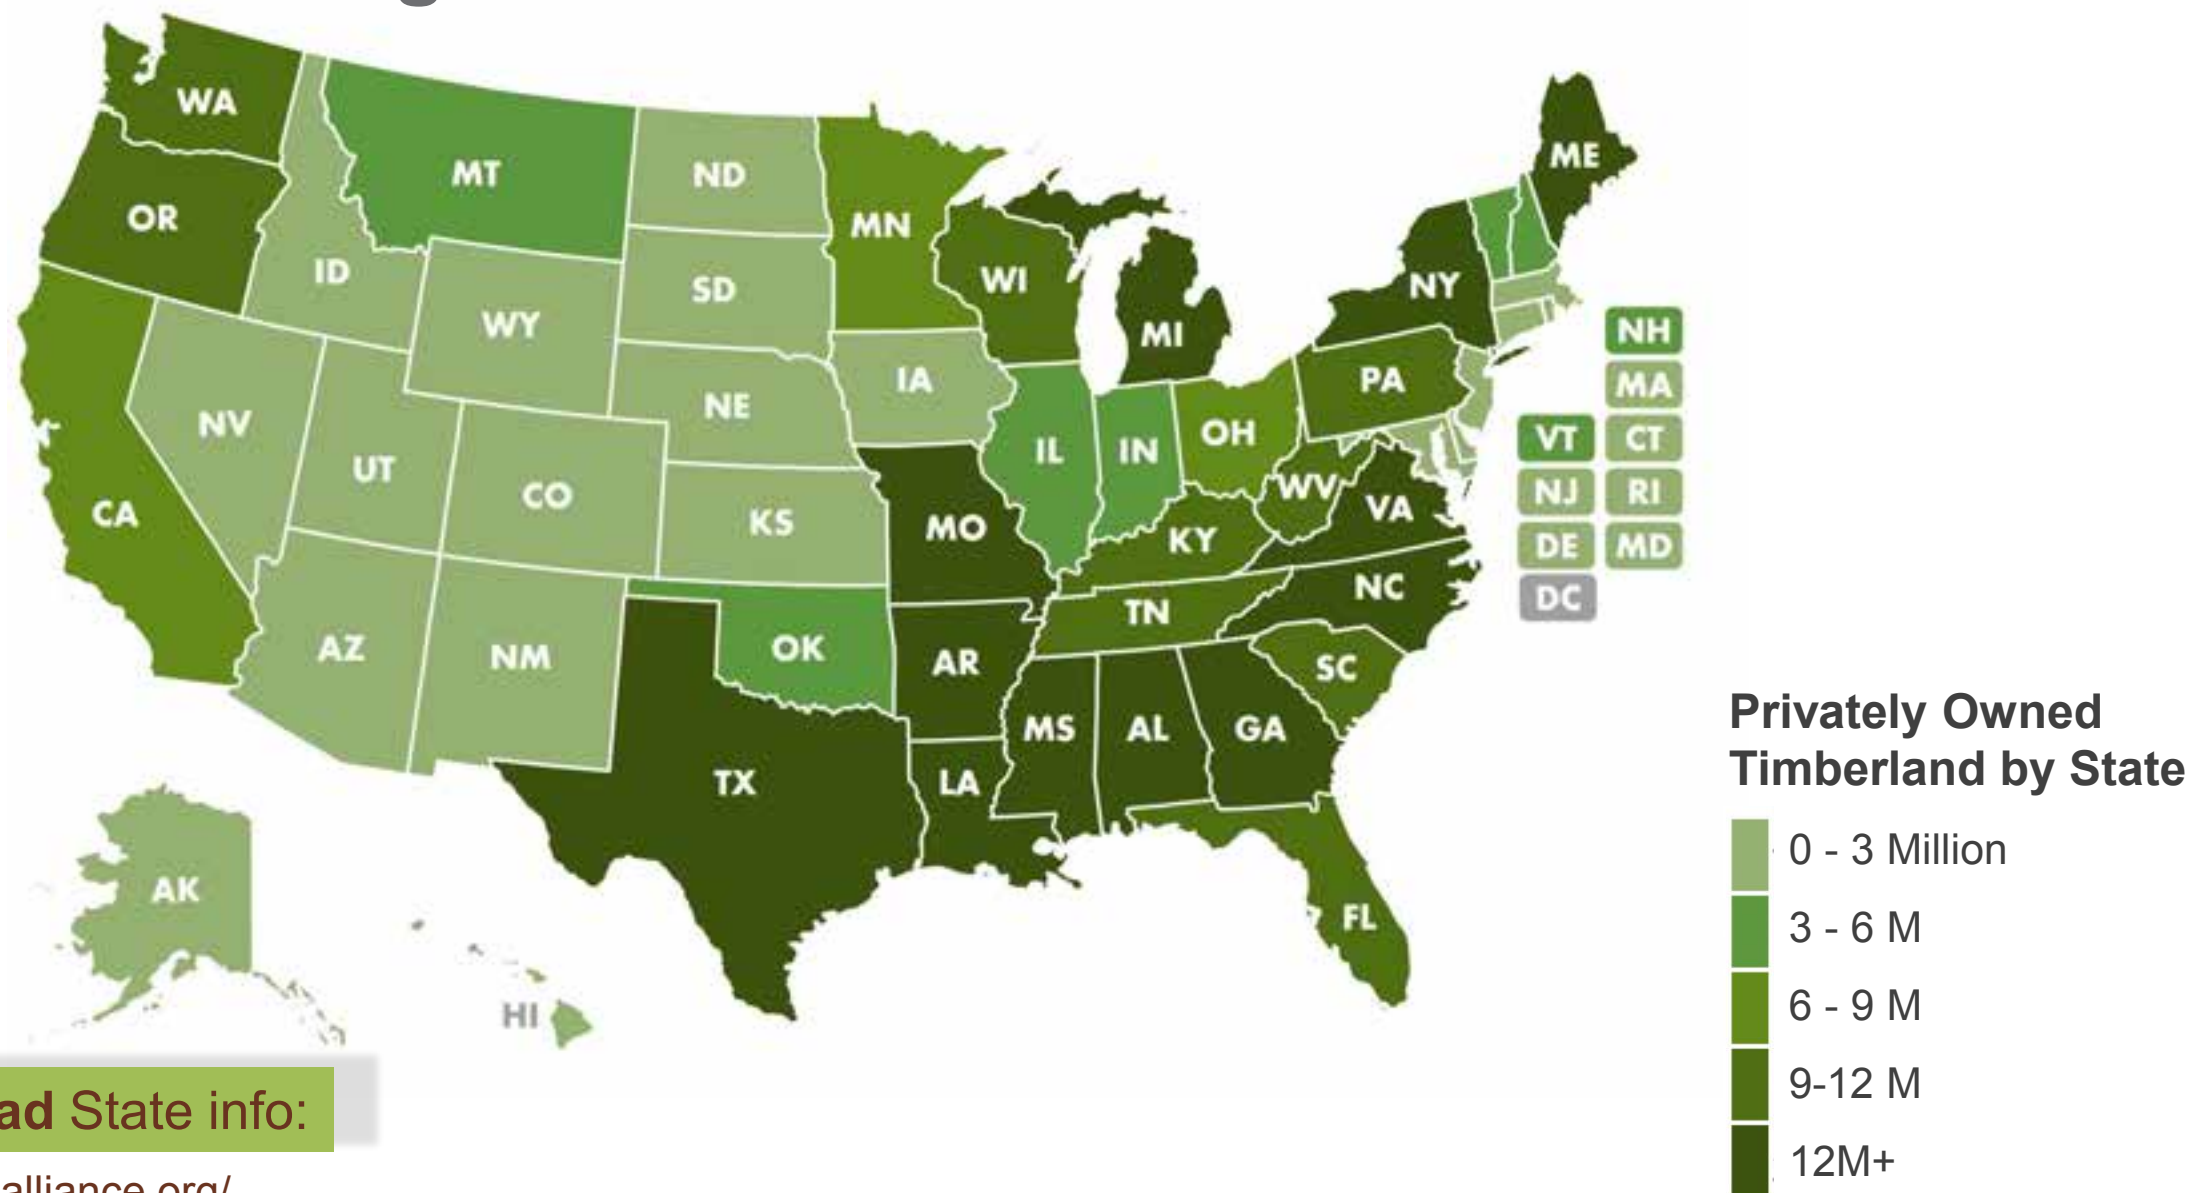 WA
MT
ND
ME
OR
MN
ID
SD
WI
NY
WY
MI
NH
IA
PA
MA
NV
NE
OH
VT
CT
UT
IL
IN
CO
WV
NJ
RI
CA
KS
MO
VA
KY
DE
MD
NC
DC
TN
AZ
NM
OK
AR
SC
MS
AL
GA
TX
LA
AK
FL
HI
Privately Owned
Timberland by State
0 - 3 Million
3 - 6 M
6 - 9 M
9-12 M
12M+
ad State info:
alliance.org/